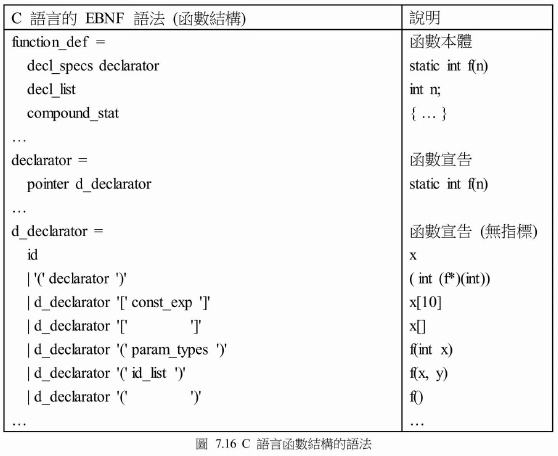 C 語言的 EBNF 語法 (函數結構) 說明
function_def = 函數本體
decl_specs declarator static int f(n)
decl_list int n;
compound_stat { … }
…
declarator = 函數宣告
pointer d_declarator static int f(n)
…
d_declarator = 函數宣告 (無指標)
id x
| '(' declarator ')' ( int (f*)(int))
| d_declarator '[' const_exp ']' x[10]
| d_declarator '[' ']' x[]
| d_declarator '(' param_types ')' f(int x)
| d_declarator '(' id_list ')' f(x, y)
| d_declarator '(' ')' f()
… …
圖 7.16 C 語言函數結構的語法